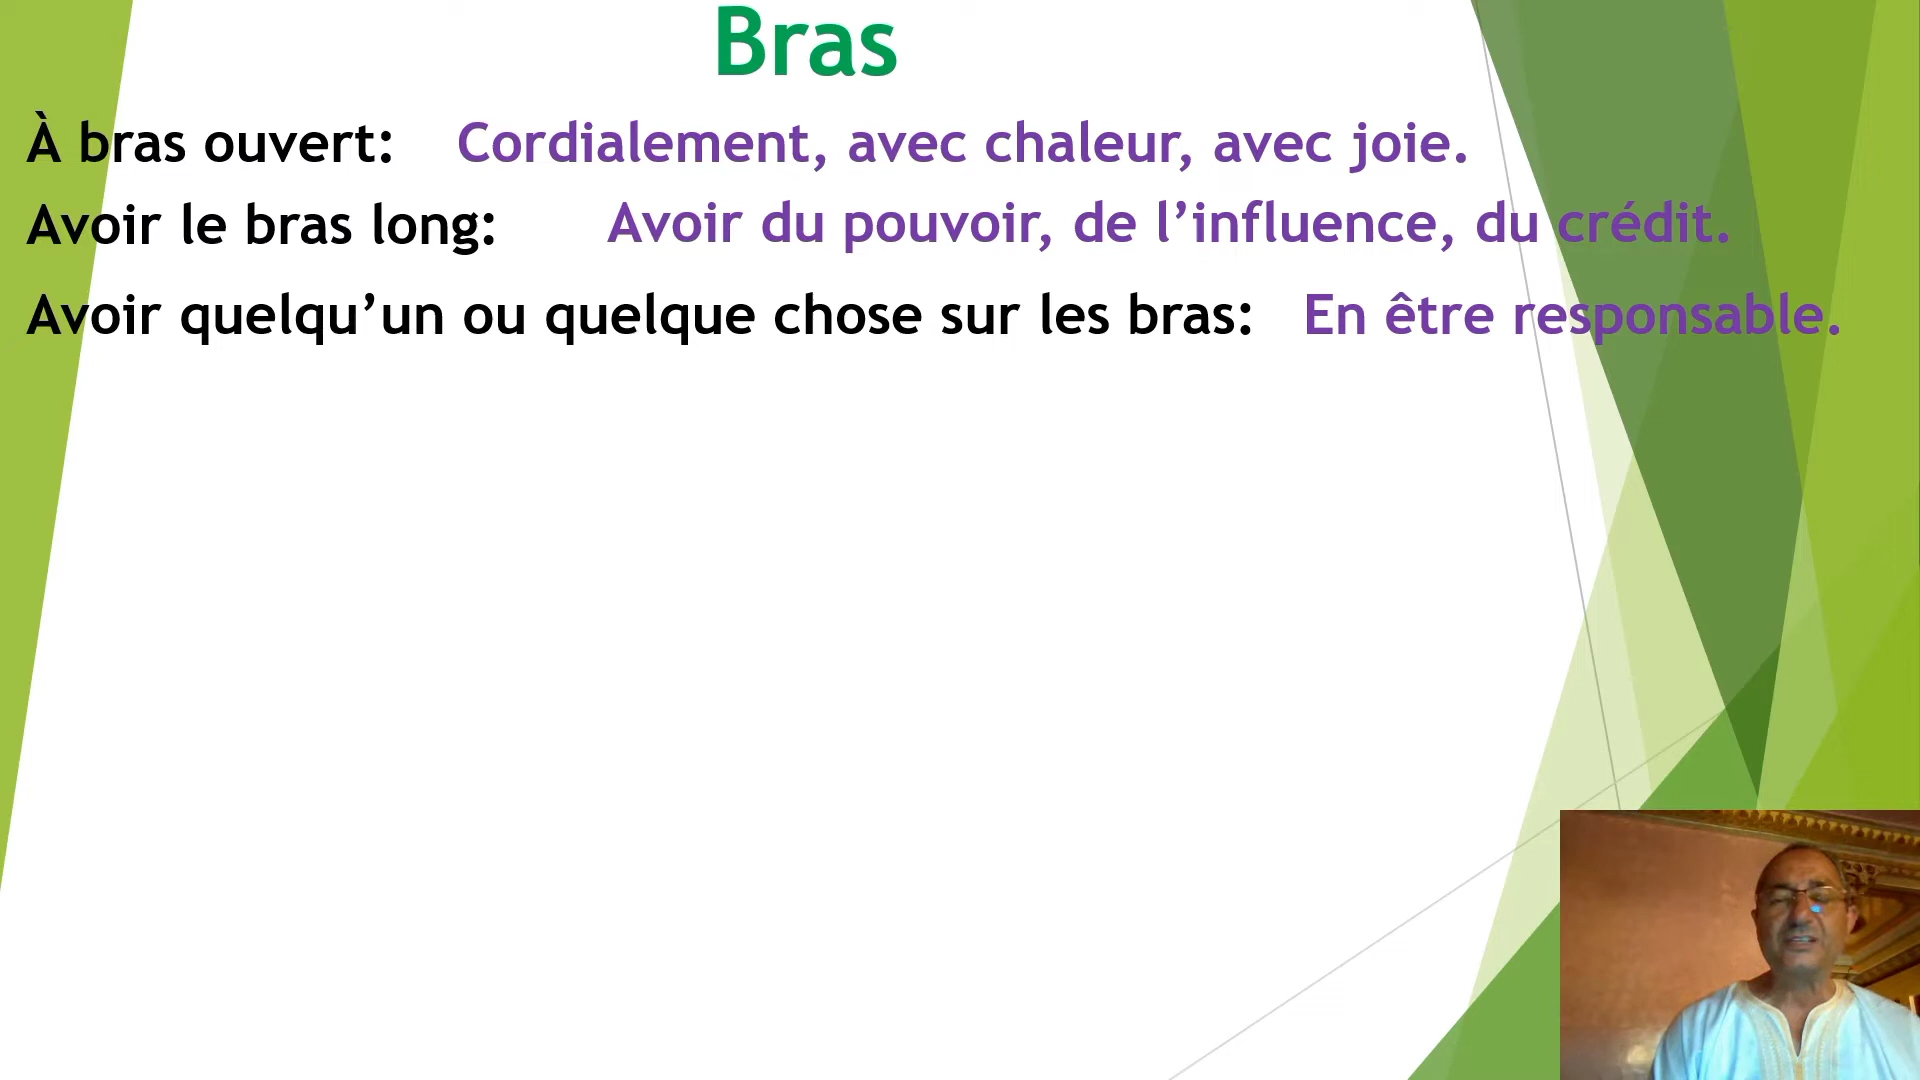 Bras
À bras ouvert: Cordialement, avec chaleur, avec joie.
Avoir le bras long: Avoir du pouvoir, de l’influence, du crédit.
Avoir quelqu’un ou quelque chose sur les bras: En être responsable.